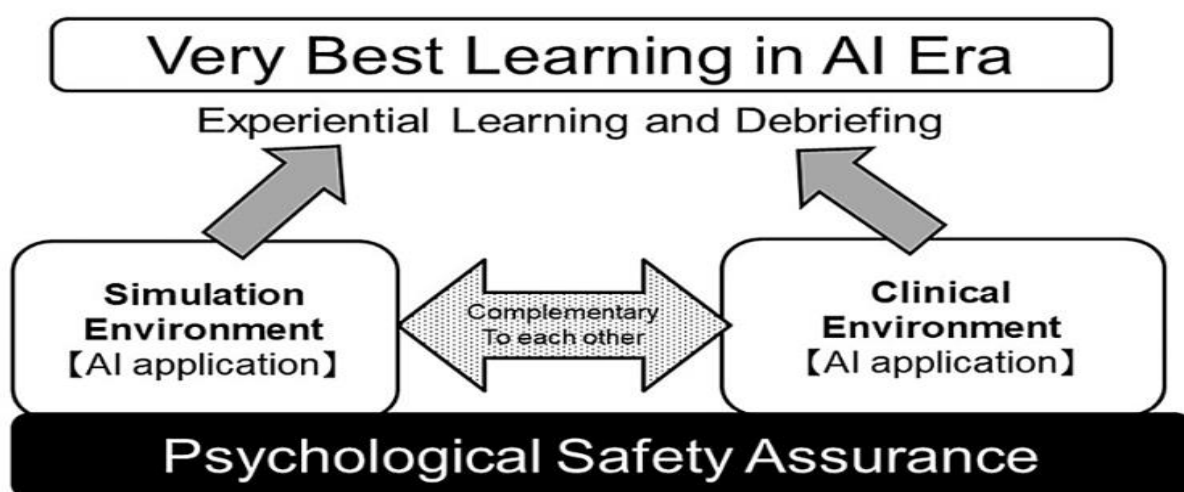 Very Best Learning in AI Era
Experiential Learning and Debriefing
Simulation
Environment
【AI application】
Complementary
To each other
Clinical
Environment
【AI application】
Psychological Safety Assurance